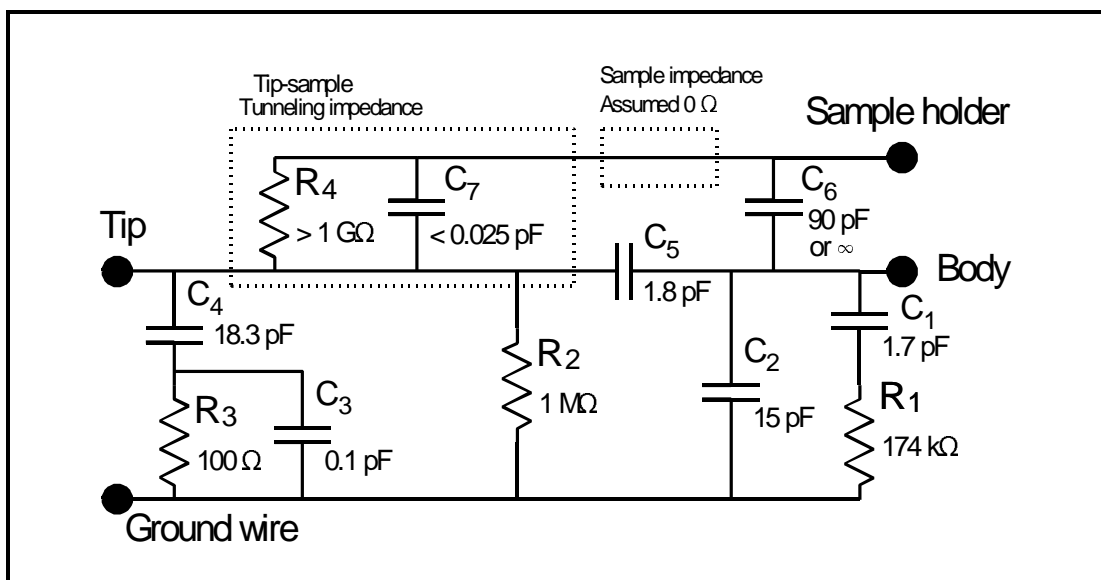 Tip-sample
Tunneling impedance
Sample impedance
Assumed 0 Ω
Sample holder
R4
> 1 GΩ
C7
< 0.025 pF
C6
90 pF
or ∞
Tip
C5
1.8 pF
Body
C4
18.3 pF
R2
1 MΩ
C2
15 pF
C1
1.7 pF
R3
100 Ω
C3
0.1 pF
R1
174 kΩ
Ground wire